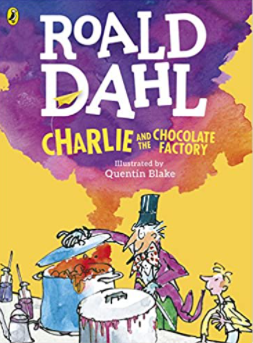 ROALD
DAHL
CHARLIE AND THE CHOCOLATE FACTORY
Illustrated by
Quentin Blake